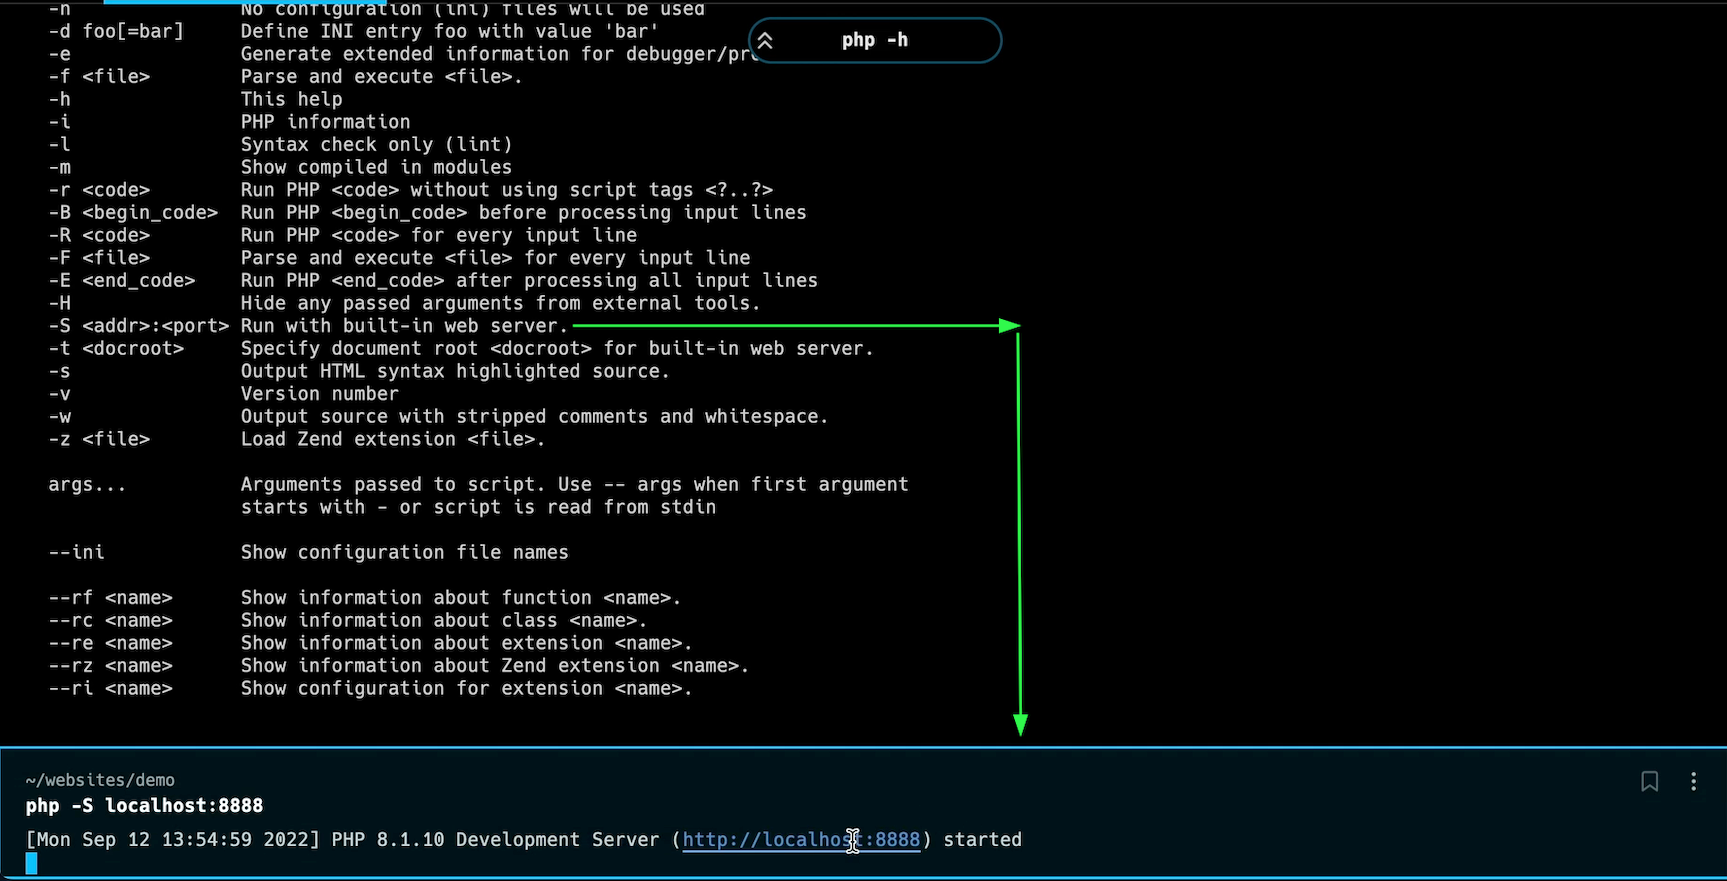 -n No configuration (ini) files will be used
-d foo[=bar] Define INI entry foo with value 'bar'
php -h
-e Generate extended information for debugger/pr
-f <file> Parse and execute <file>.
-h This help
-i PHP information
-l Syntax check only (lint)
-m Show compiled in modules
-r <code> Run PHP <code> without using script tags <?..?>
-B <begin_code> Run PHP <begin_code> before processing input lines
-R <code> Run PHP <code> for every input line
-F <file> Parse and execute <file> for every input line
-E <end_code> Run PHP <end_code> after processing all input lines
-H Hide any passed arguments from external tools.
-S <addr>:<port> Run with built-in web server.
-t <docroot> Specify document root <docroot> for built-in web server.
-s Output HTML syntax highlighted source.
-v Version number
-w Output source with stripped comments and whitespace.
-z <file> Load Zend extension <file>.
args... Arguments passed to script. Use -- args when first argument
starts with - or script is read from stdin
--ini Show configuration file names
--rf <name> Show information about function <name>.
--rc <name> Show information about class <name>.
--re <name> Show information about extension <name>.
--rz <name> Show information about Zend extension <name>.
--ri <name> Show configuration for extension <name>.
~/websites/demo
php -S localhost:8888
[Mon Sep 12 13:54:59 2022] PHP 8.1.10 Development Server (http://localhost:8888) started